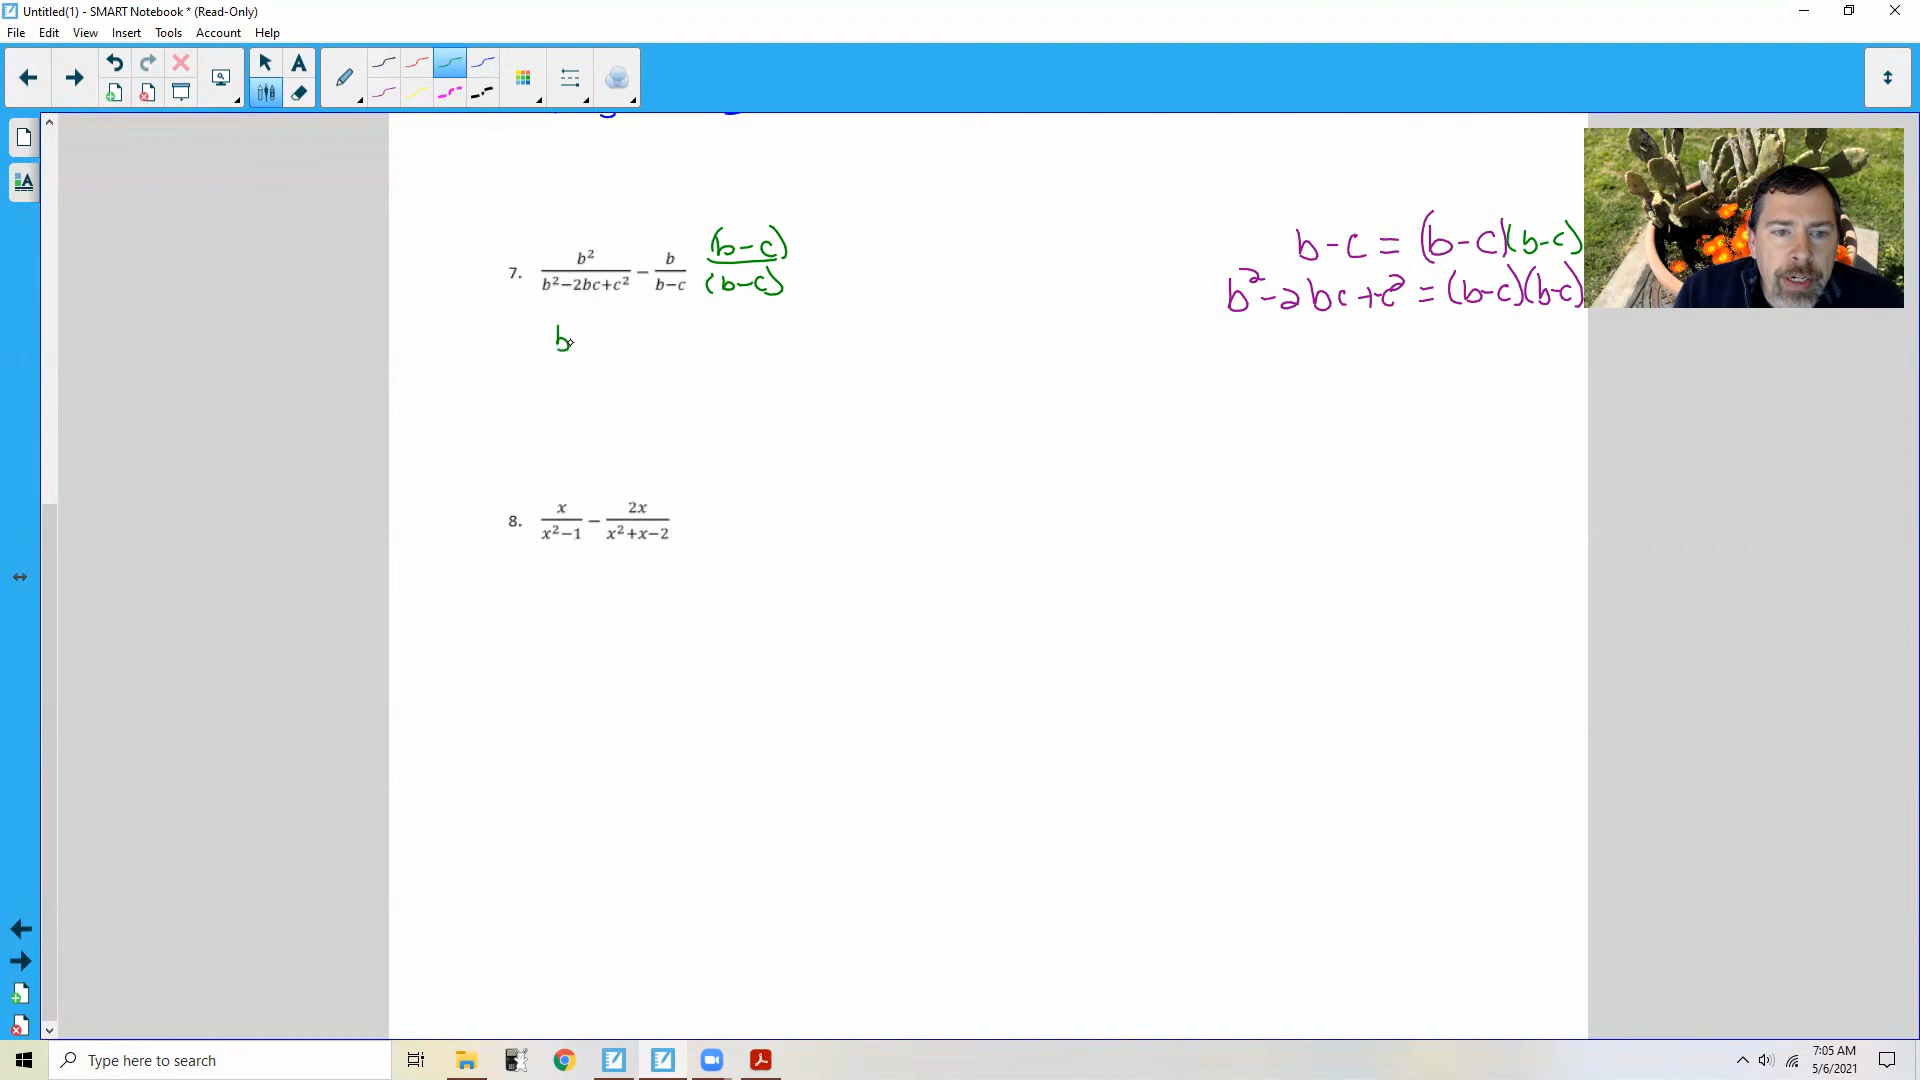 Untitled(1) - SMART Notebook * (Read-Only)
File Edit View Insert Tools Account Help
7. b²/(b²−2bc+c²) − b/(b−c) (b-c)/(b-c)
b-c = (b-c)(b-c)
b²-2bc+c² = (b-c)(b-c)
b
8. x/(x²−1) − 2x/(x²+x−2)
Type here to search
7:05 AM
5/6/2021